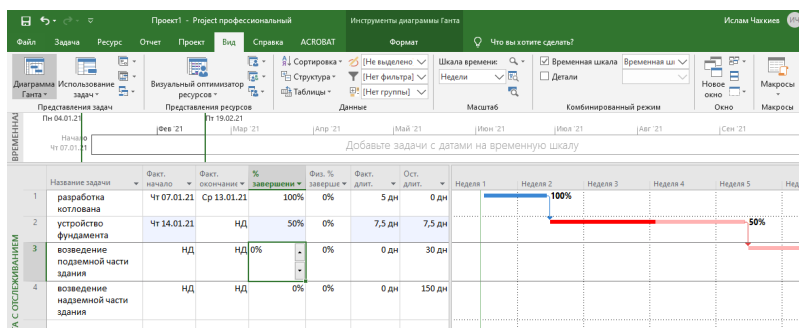 Проект1 - Project профессиональный
Инструменты диаграммы Ганта
Ислам Чахкиев
Файл Задача Ресурс Отчет Проект Вид Справка ACROBAT Формат Что вы хотите сделать?
Диаграмма Ганта
Использование задач
Представления задач
Визуальный оптимизатор ресурсов
Представления ресурсов
Сортировка
Структура
Таблицы
[Нет выделено]
[Нет фильтра]
[Нет группы]
Данные
Шкала времени:
Недели
Масштаб
Временная шкала Временная шк
Детали
Комбинированный режим
Новое окно
Окно
Макросы
Макросы
ВРЕМЕННАЯ
Пн 04.01.21 Пт 19.02.21
Фев '21 Мар '21 Апр '21 Май '21 Июн '21 Июл '21 Авг '21 Сен '21
Начало
Чт 07.01.21
Добавьте задачи с датами на временную шкалу
Название задачи Факт. начало Факт. окончание % завершени Физ. % заверше Факт. длит. Ост. длит. Неделя 1 Неделя 2 Неделя 3 Неделя 4 Неделя 5 Нед
1 разработка котлована Чт 07.01.21 Ср 13.01.21 100% 0% 5 дн 0 дн 100%
2 устройство фундамента Чт 14.01.21 НД 50% 0% 7,5 дн 7,5 дн 50%
3 возведение подземной части здания НД НД 0% 0% 0 дн 30 дн
4 возведение надземной части здания НД НД 0% 0% 0 дн 150 дн
ТА С ОТСЛЕЖИВАНИЕМ